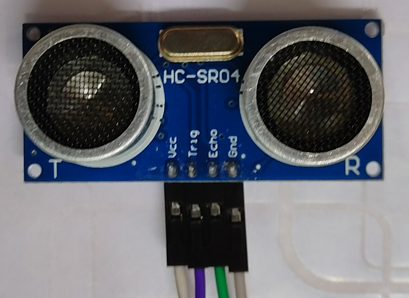 HC-SR04
Vcc
Trig
Echo
Gnd
T
R